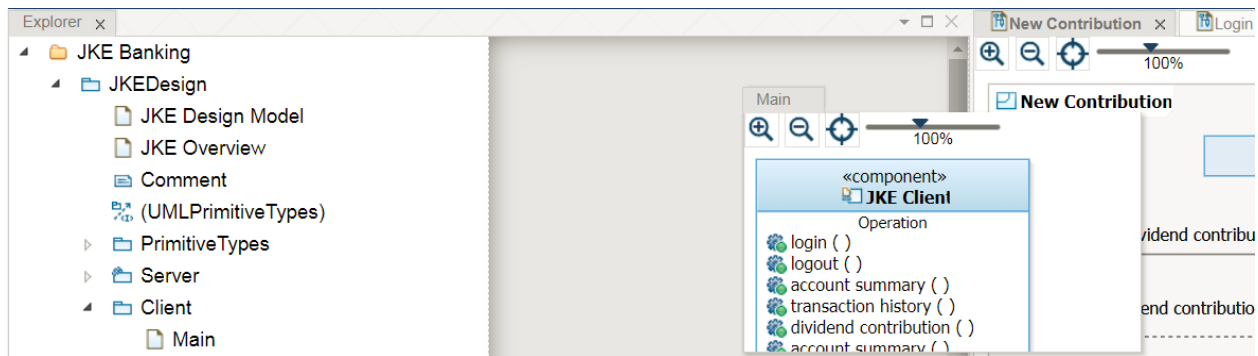 Explorer
JKE Banking
JKEDesign
JKE Design Model
JKE Overview
Comment
(UMLPrimitiveTypes)
PrimitiveTypes
Server
Client
Main
Main
100%
«component»
JKE Client
Operation
login ( )
logout ( )
account summary ( )
transaction history ( )
dividend contribution ( )
account summary ( )
New Contribution
Login
100%
New Contribution
vidend contribu
end contributio